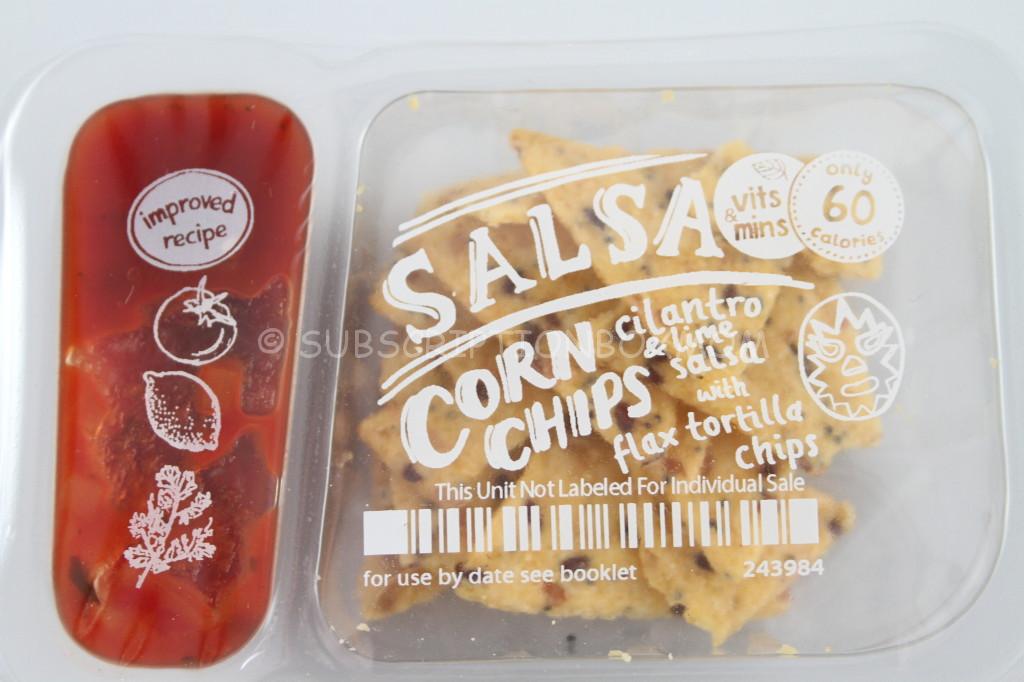 improved
recipe
SALSA
vits
& mins
only
60
calories
CORN
CHIPS
cilantro
& lime
salsa
with
flax tortilla
chips
This Unit Not Labeled For Individual Sale
for use by date see booklet
243984
© SUBSCRIPTIONBOX